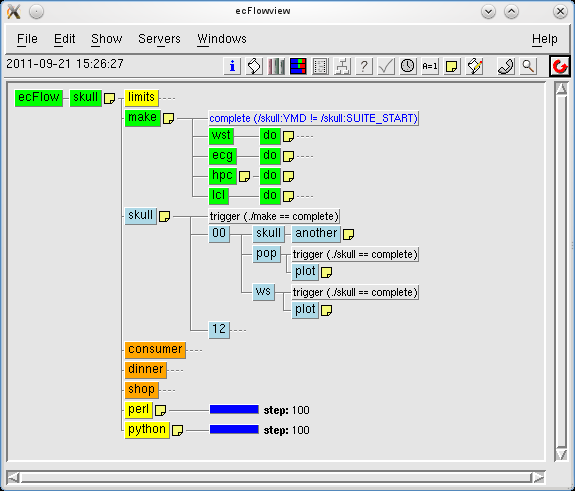 ecFlowview
File Edit Show Servers Windows Help
2011-09-21 15:26:27 i ? A=1
ecFlow skull limits
make complete (/skull:YMD != /skull:SUITE_START)
wst do
ecg do
hpc do
lcl do
skull trigger (./make == complete)
00 skull another
pop trigger (./skull == complete)
plot
ws trigger (./skull == complete)
plot
12
consumer
dinner
shop
perl step: 100
python step: 100